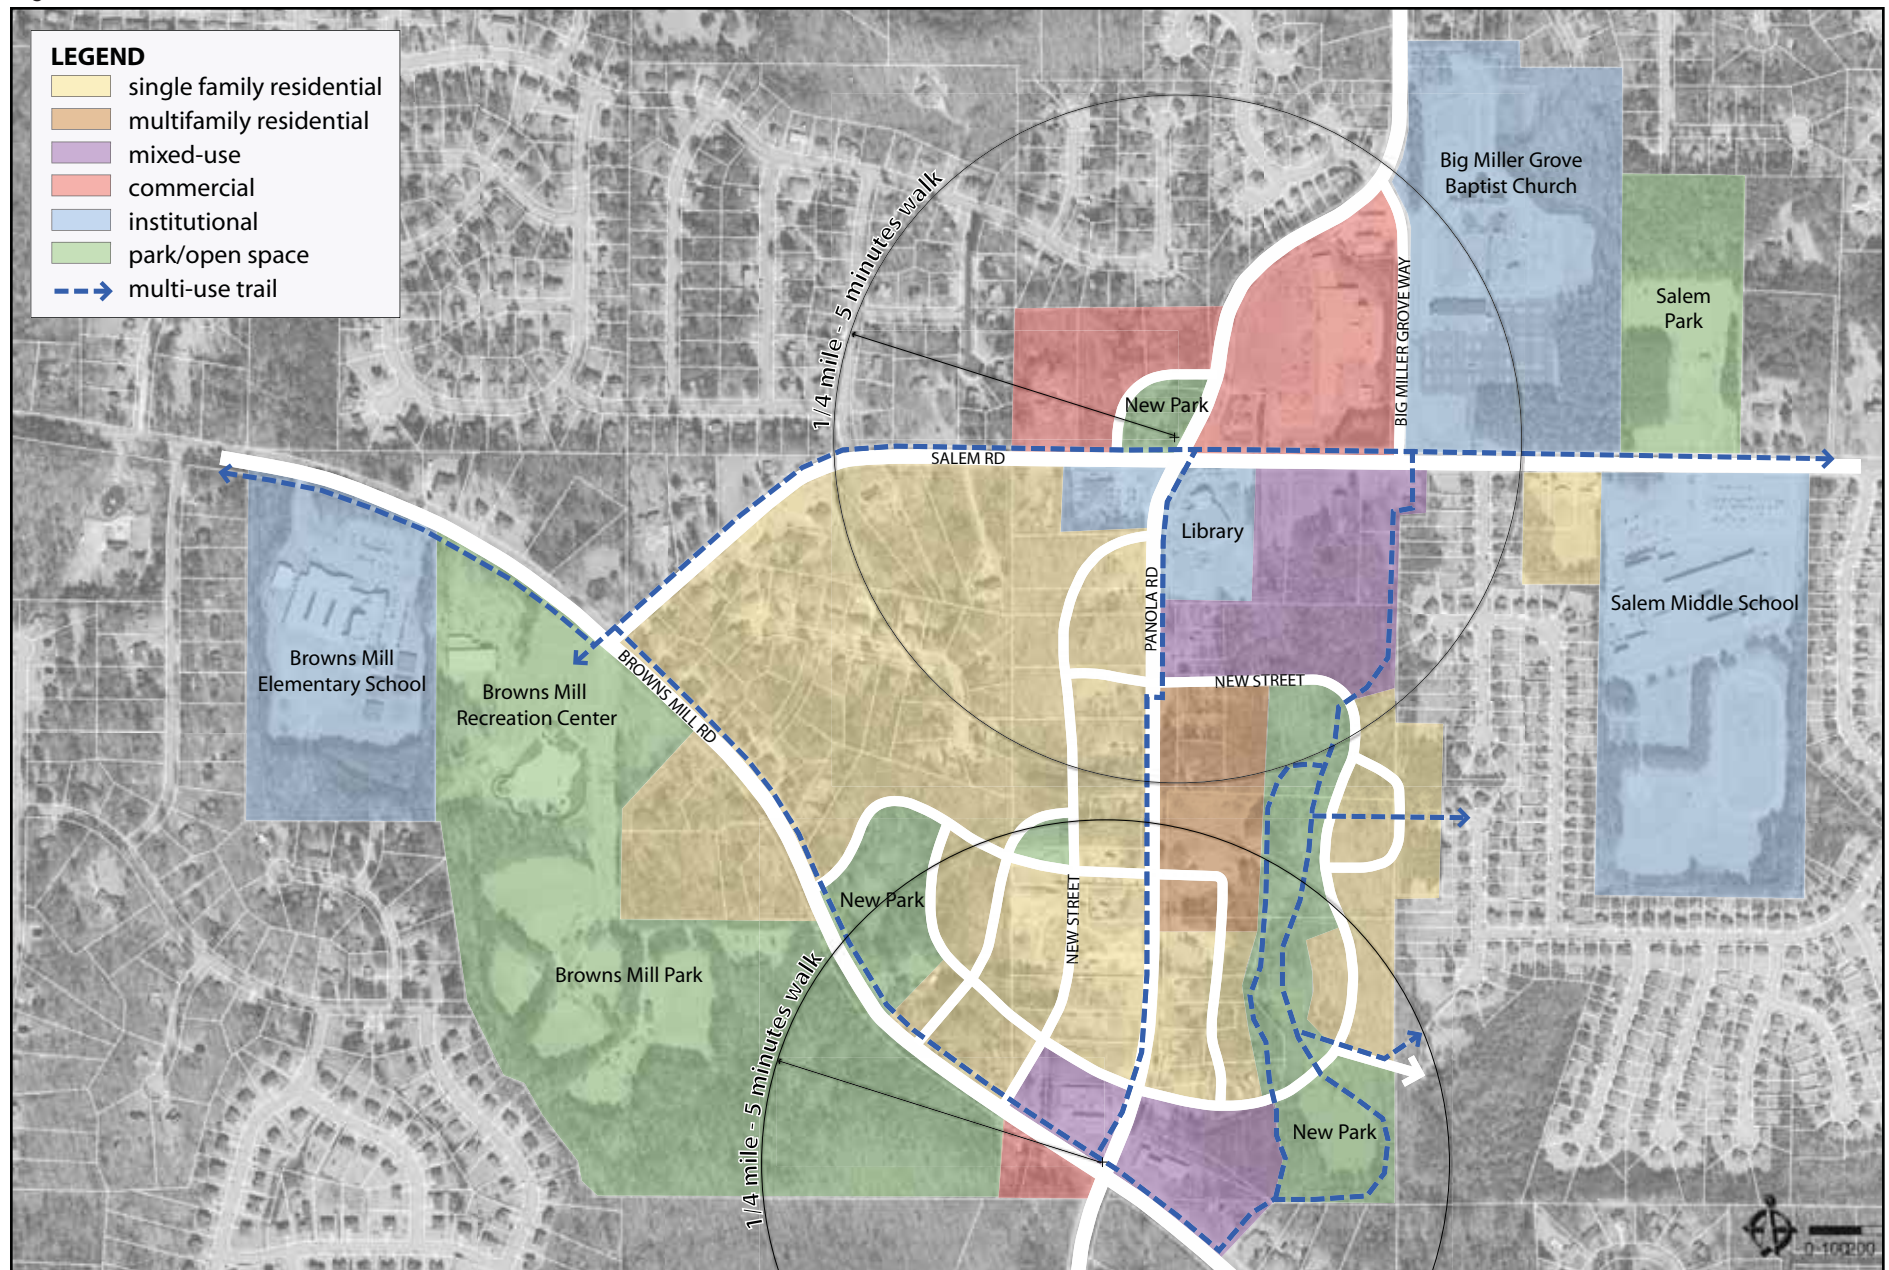 LEGEND
single family residential
multifamily residential
mixed-use
commercial
institutional
park/open space
multi-use trail
1/4 mile - 5 minutes walk
Big Miller Grove
Baptist Church
Salem
Park
BIG MILLER GROVE WAY
New Park
SALEM RD
Library
PANOLA RD
Salem Middle School
Browns Mill
Elementary School
Browns Mill
Recreation Center
BROWNS MILL RD
NEW STREET
New Park
NEW STREET
Browns Mill Park
1/4 mile - 5 minutes walk
New Park